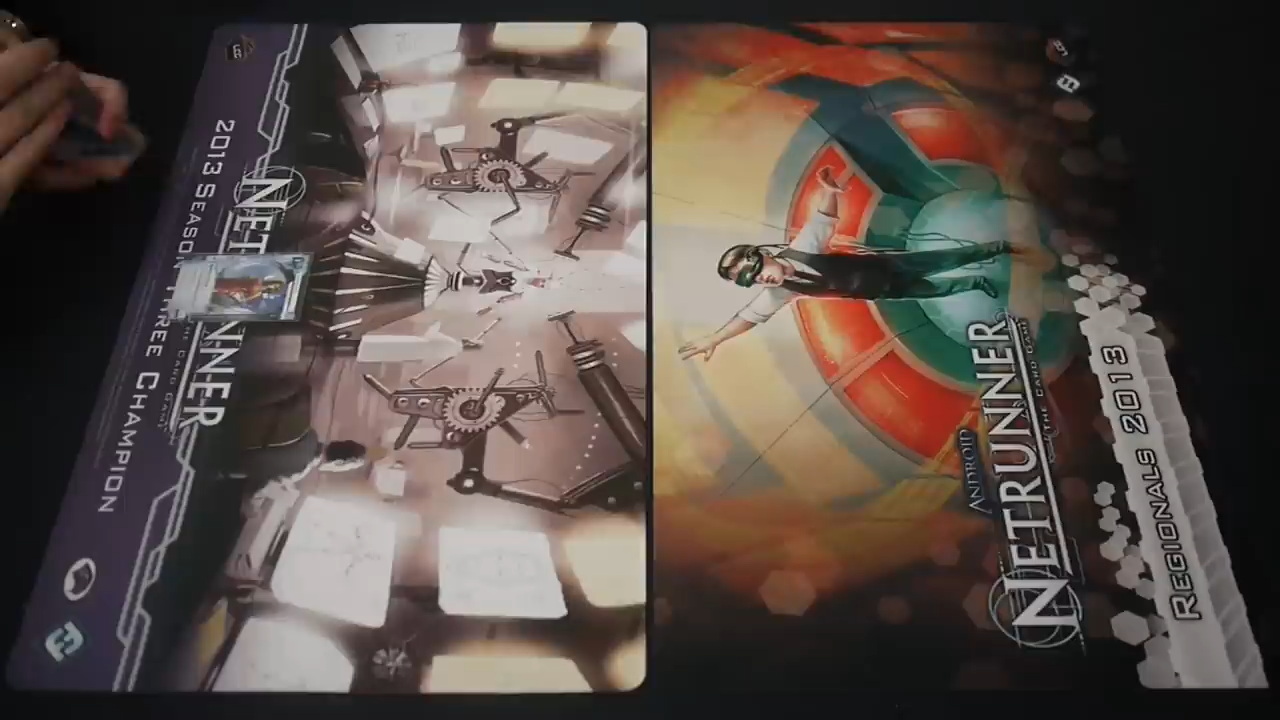 2013 SEASON THREE CHAMPION
NETRUNNER
THE CARD GAME
ANDROID
NETRUNNER
THE CARD GAME
REGIONALS 2013